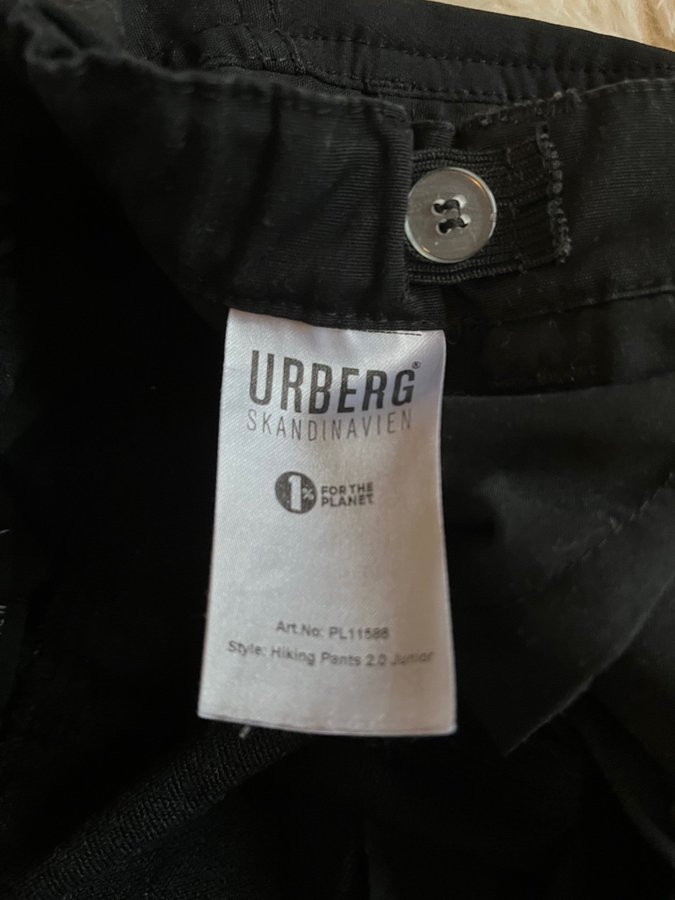 URBERG®
SKANDINAVIEN
1% FOR THE
PLANET
Art.No: PL11588
Style: Hiking Pants 2.0 Junior